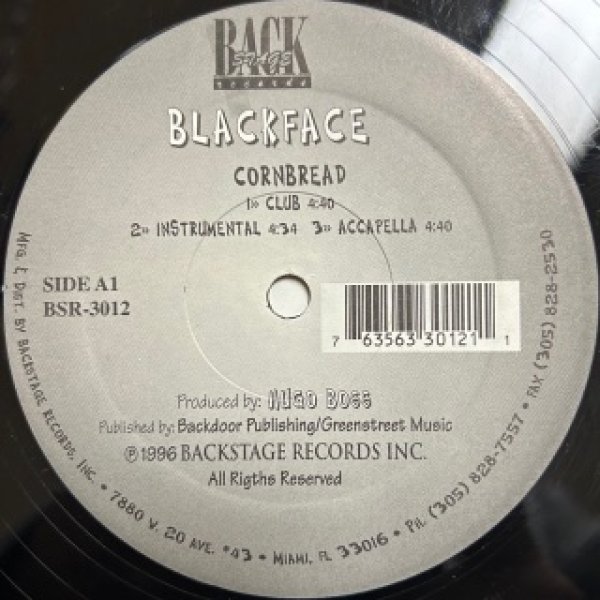 BACK
STAGE
records
BLACKFACE
CORNBREAD
1» CLUB 4:40
2» INSTRUMENTAL 4:34 3» ACCAPELLA 4:40
SIDE A1
BSR-3012
7 63563 30121 1
Produced by: HUGO BOSS
Published by: Backdoor Publishing/Greenstreet Music
℗ 1996 BACKSTAGE RECORDS INC.
All Rigths Reserved
MFG. & DIST. BY BACKSTAGE RECORDS, INC. • 7880 W. 20 AVE. #43 • MIAMI, FL 33016 • PH. (305) 828-7557 • FAX (305) 828-2530